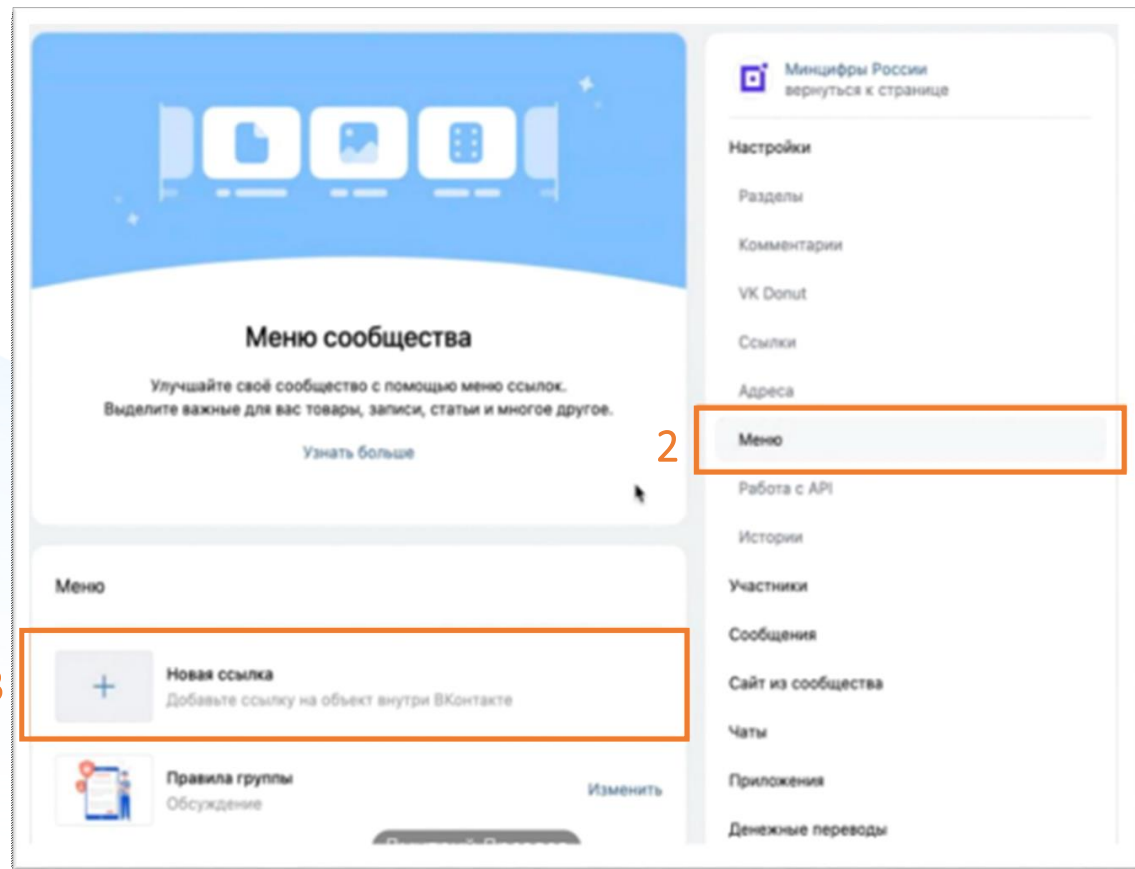 Меню сообщества
Улучшайте своё сообщество с помощью меню ссылок.
Выделите важные для вас товары, записи, статьи и многое другое.
Узнать больше
Меню
3
Новая ссылка
Добавьте ссылку на объект внутри ВКонтакте
Правила группы
Обсуждение
Изменить
Минцифры России
вернуться к странице
Настройки
Разделы
Комментарии
VK Donut
Ссылки
Адреса
2
Меню
Работа с API
Истории
Участники
Сообщения
Сайт из сообщества
Чаты
Приложения
Денежные переводы